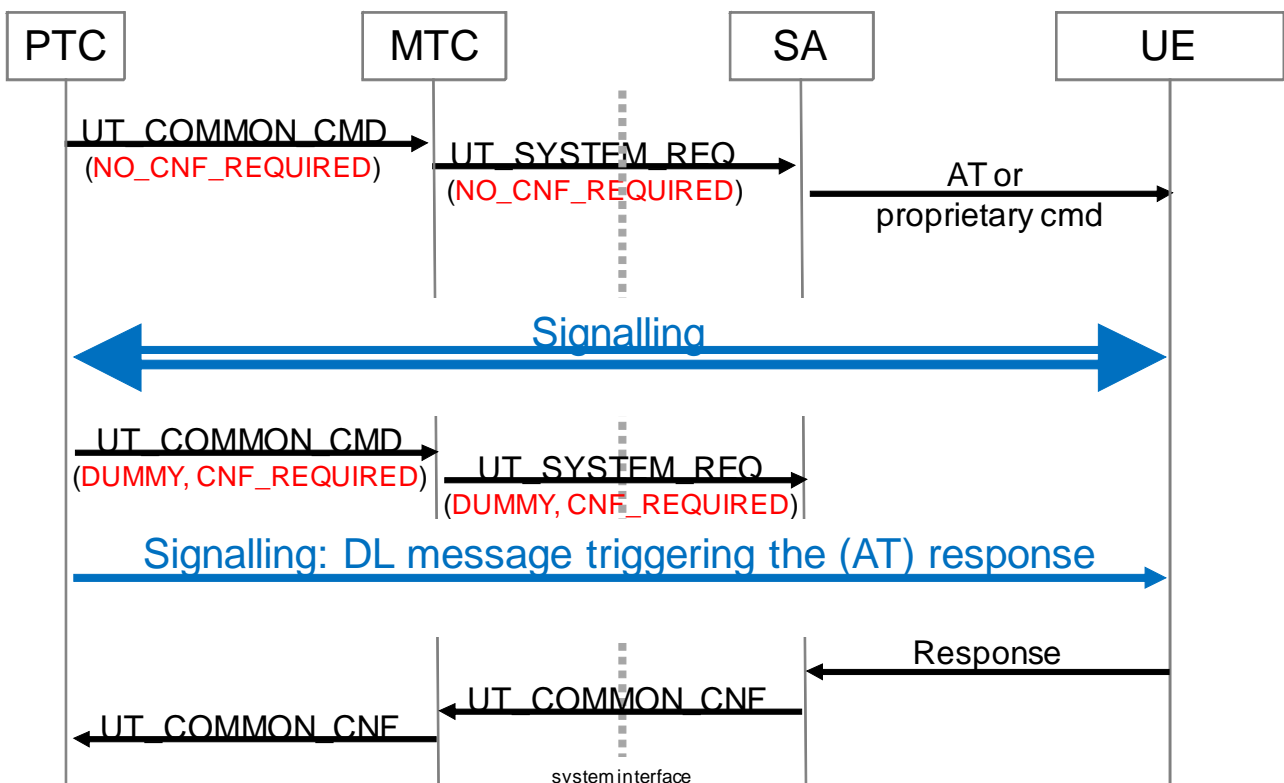 PTC
MTC
SA
UE
UT_COMMON_CMD
(NO_CNF_REQUIRED)
UT_SYSTEM_REQ
(NO_CNF_REQUIRED)
AT or
proprietary cmd
Signalling
UT_COMMON_CMD
(DUMMY, CNF_REQUIRED)
UT_SYSTEM_REQ
(DUMMY, CNF_REQUIRED)
Signalling: DL message triggering the (AT) response
Response
UT_COMMON_CNF
UT_COMMON_CNF
system interface